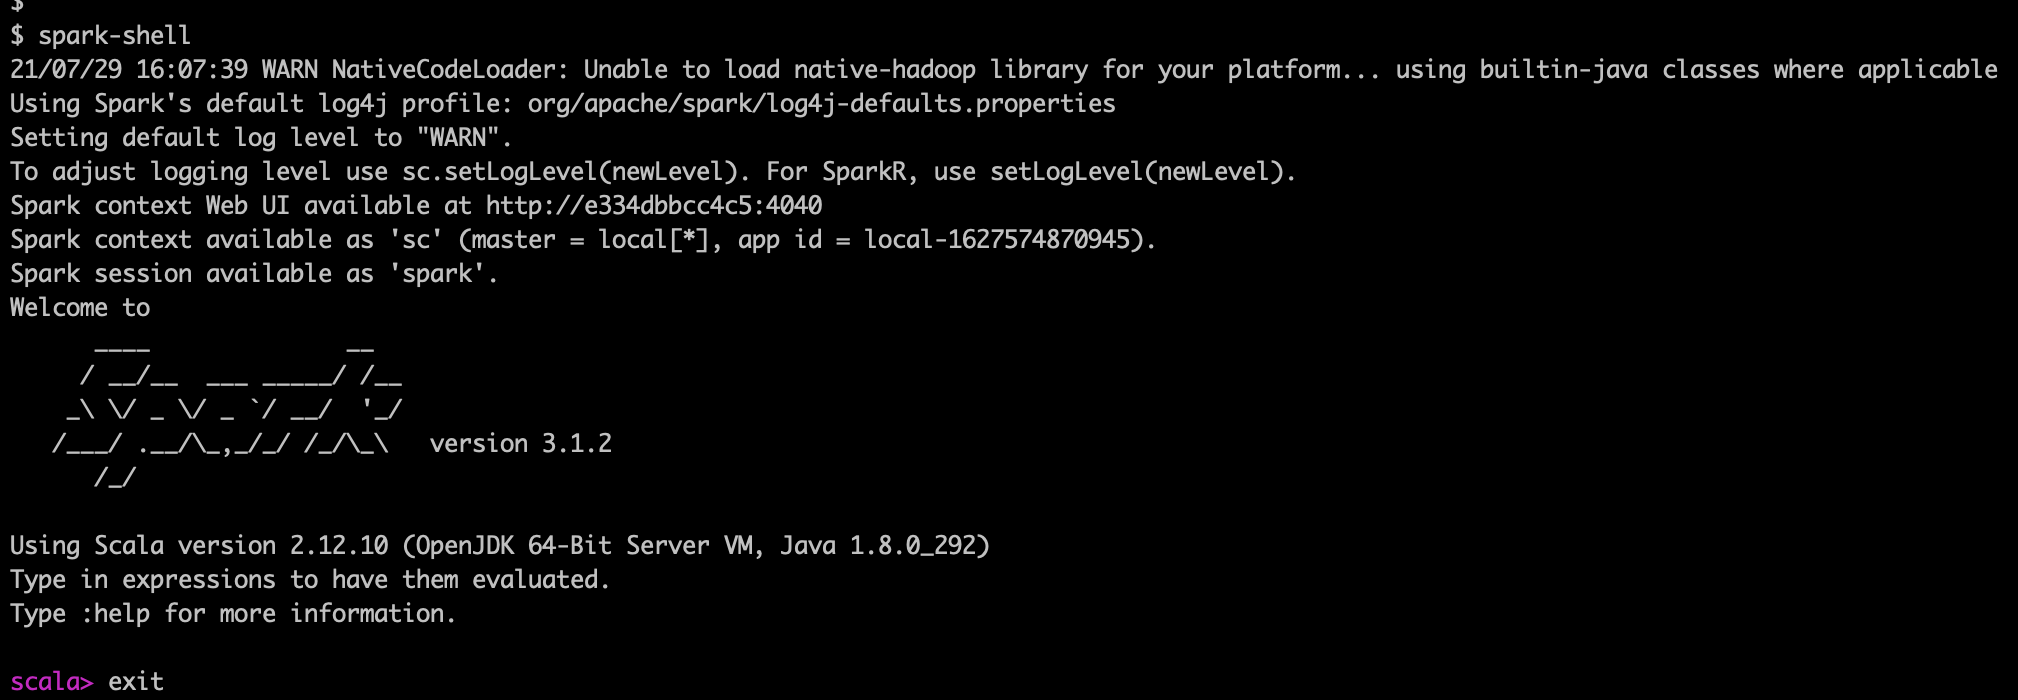 $
$ spark-shell
21/07/29 16:07:39 WARN NativeCodeLoader: Unable to load native-hadoop library for your platform... using builtin-java classes where applicable
Using Spark's default log4j profile: org/apache/spark/log4j-defaults.properties
Setting default log level to "WARN".
To adjust logging level use sc.setLogLevel(newLevel). For SparkR, use setLogLevel(newLevel).
Spark context Web UI available at http://e334dbbcc4c5:4040
Spark context available as 'sc' (master = local[*], app id = local-1627574870945).
Spark session available as 'spark'.
Welcome to
      ____              __
     / __/__  ___ _____/ /__
    _\ \/ _ \/ _ `/ __/  '_/
   /___/ .__/\_,_/_/ /_/\_\   version 3.1.2
      /_/
Using Scala version 2.12.10 (OpenJDK 64-Bit Server VM, Java 1.8.0_292)
Type in expressions to have them evaluated.
Type :help for more information.
scala> exit